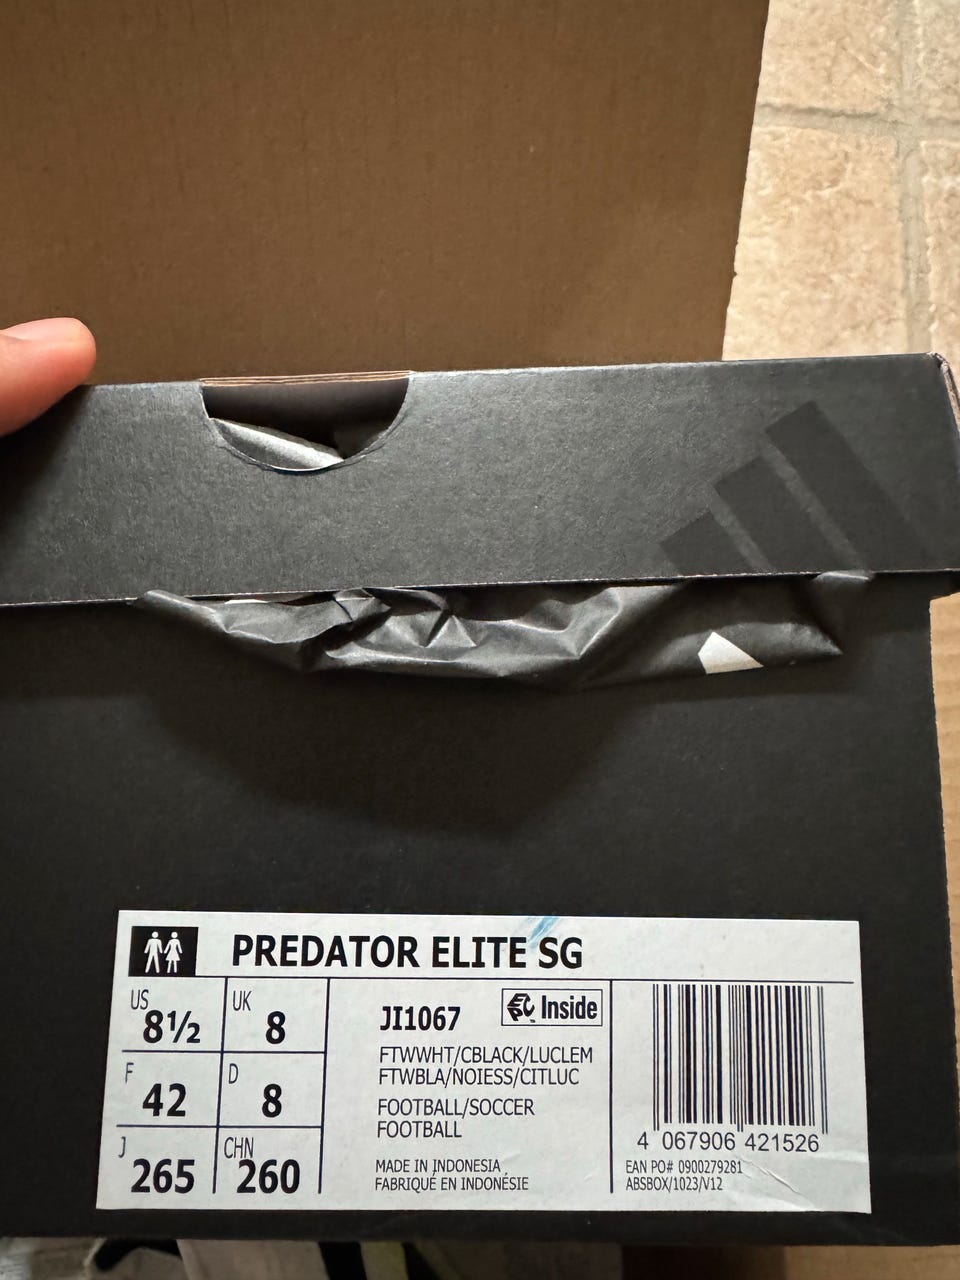 PREDATOR ELITE SG
US
8½
UK
8
F
42
D
8
J
265
CHN
260
JI1067
Inside
FTWWHT/CBLACK/LUCLEM
FTWBLA/NOIESS/CITLUC
FOOTBALL/SOCCER
FOOTBALL
MADE IN INDONESIA
FABRIQUÉ EN INDONÉSIE
4 067906 421526
EAN PO# 0900279281
ABSBOX/1023/V12